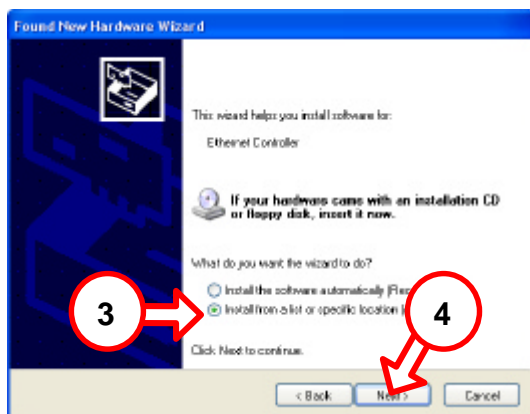 Found New Hardware Wizard
This wizard helps you install software for:
Ethernet Controller
If your hardware came with an installation CD
or floppy disk, insert it now.
What do you want the wizard to do?
Install the software automatically
Install from a list or specific location
3
4
Click Next to continue.
< Back Next > Cancel